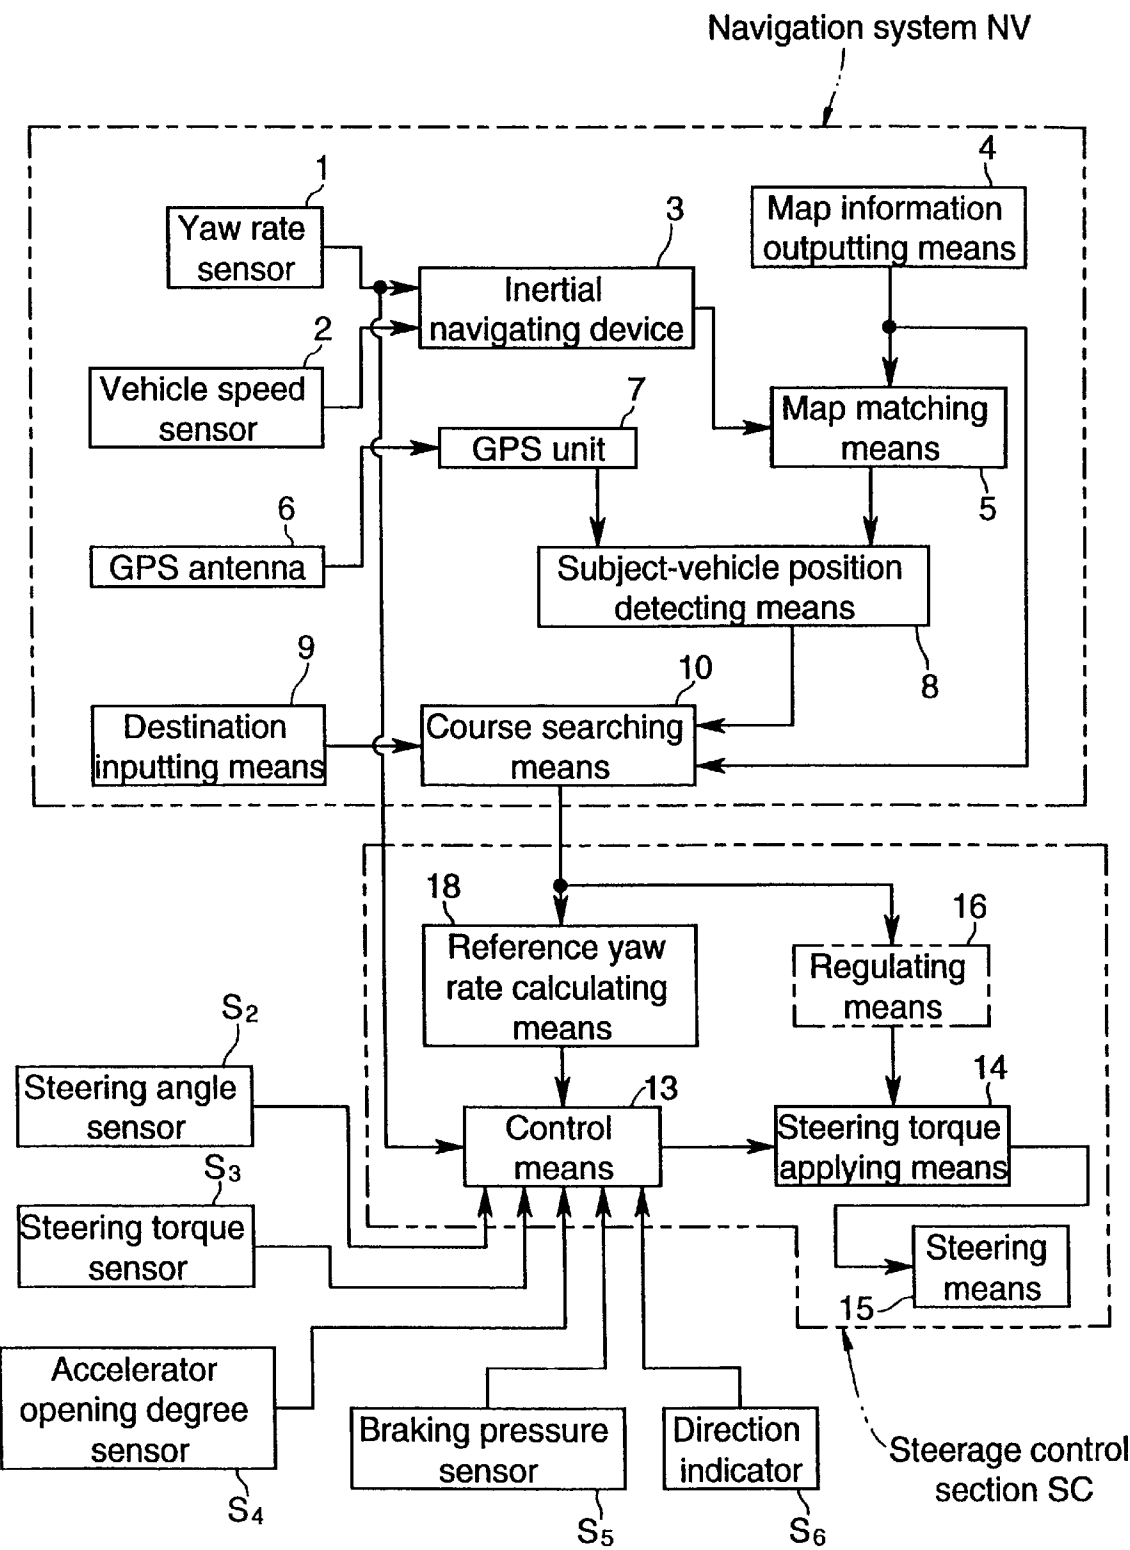 Navigation system NV
1
Yaw rate
sensor
2
Vehicle speed
sensor
3
Inertial
navigating device
4
Map information
outputting means
Map matching
means
5
6
GPS antenna
7
GPS unit
Subject-vehicle position
detecting means
8
9
Destination
inputting means
10
Course searching
means
18
Reference yaw
rate calculating
means
16
Regulating
means
13
Control
means
14
Steering torque
applying means
Steering
means
15
S2
Steering angle
sensor
S3
Steering torque
sensor
Accelerator
opening degree
sensor
S4
Braking pressure
sensor
S5
Direction
indicator
S6
Steerage control
section SC